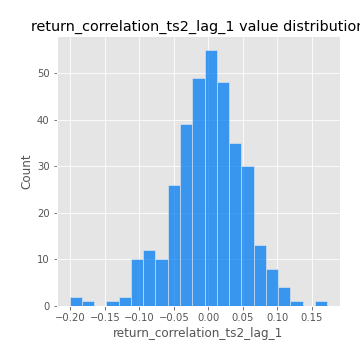 return_correlation_ts2_lag_1 value distribution
50
40
30
20
10
0
Count
−0.20 −0.15 −0.10 −0.05 0.00 0.05 0.10 0.15
return_correlation_ts2_lag_1